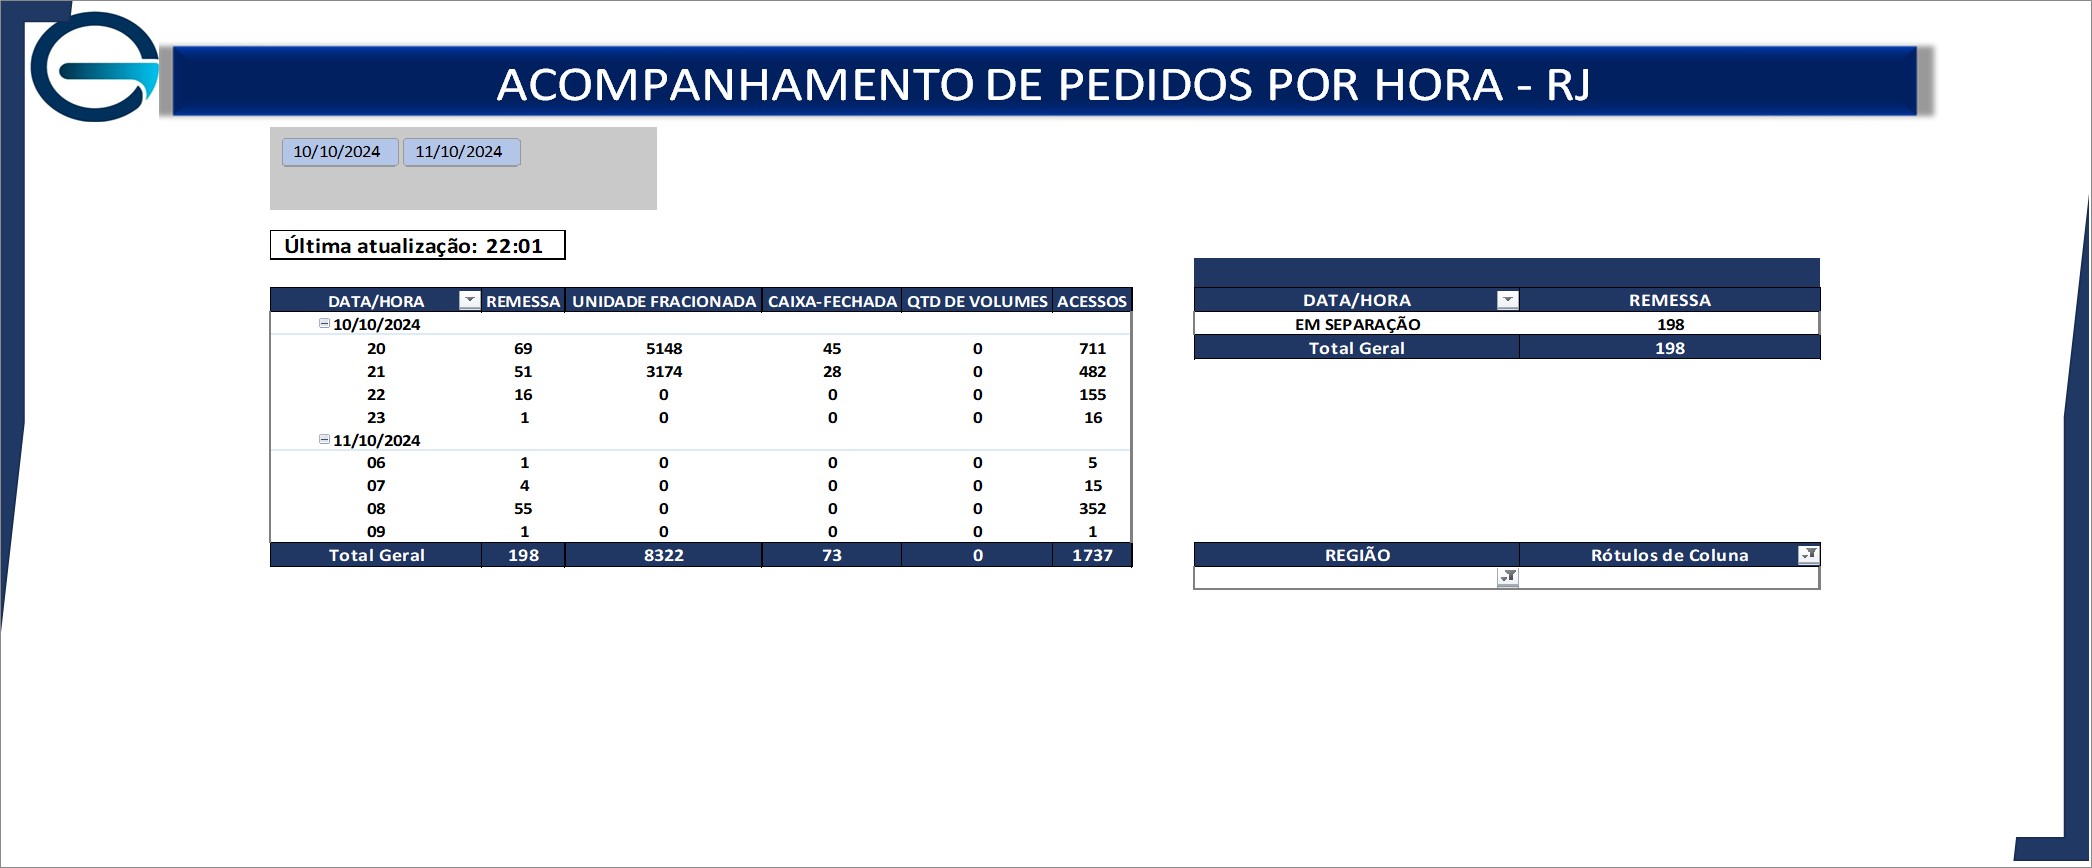 ACOMPANHAMENTO DE PEDIDOS POR HORA - RJ
10/10/2024 11/10/2024
Última atualização: 22:01
DATA/HORA REMESSA UNIDADE FRACIONADA CAIXA-FECHADA QTD DE VOLUMES ACESSOS
10/10/2024
20 69 5148 45 0 711
21 51 3174 28 0 482
22 16 0 0 0 155
23 1 0 0 0 16
11/10/2024
06 1 0 0 0 5
07 4 0 0 0 15
08 55 0 0 0 352
09 1 0 0 0 1
Total Geral 198 8322 73 0 1737
DATA/HORA REMESSA
EM SEPARAÇÃO 198
Total Geral 198
REGIÃO Rótulos de Coluna